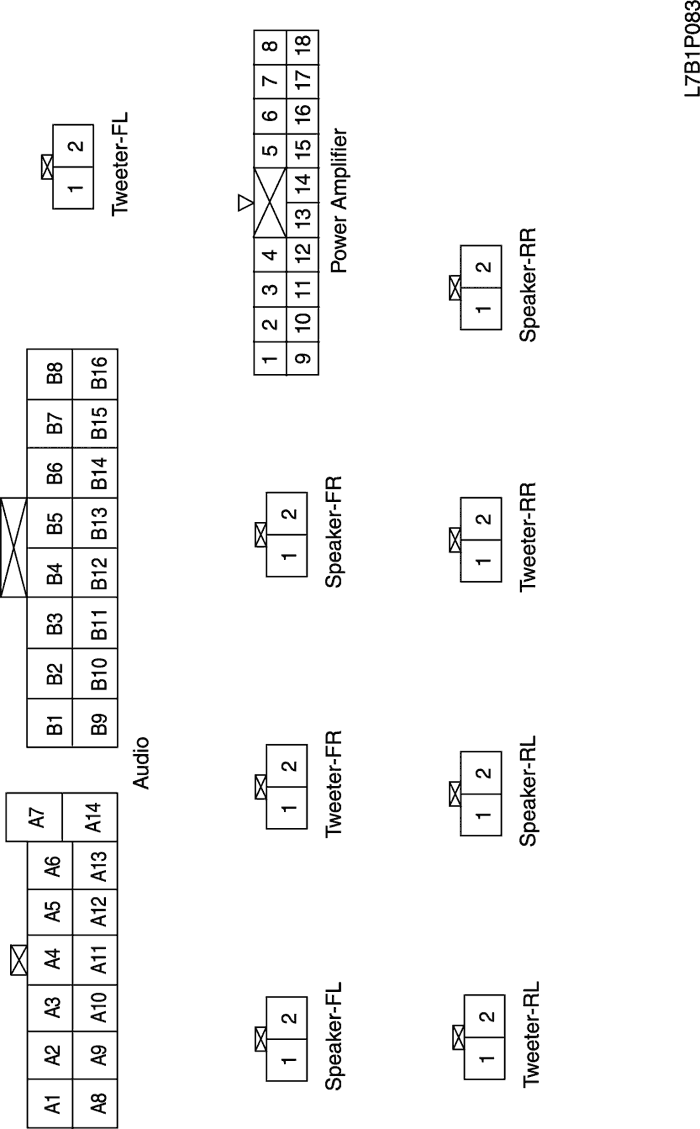 A1 A2 A3 A4 A5 A6 A7
A8 A9 A10 A11 A12 A13 A14
B1 B2 B3 B4 B5 B6 B7 B8
B9 B10 B11 B12 B13 B14 B15 B16
Audio
1 2
Tweeter-FL
1 2
Speaker-FL
1 2
Tweeter-FR
1 2
Speaker-FR
1 2 3 4 5 6 7 8
9 10 11 12 13 14 15 16 17 18
Power Amplifier
1 2
Tweeter-RL
1 2
Speaker-RL
1 2
Tweeter-RR
1 2
Speaker-RR
L7B1P083